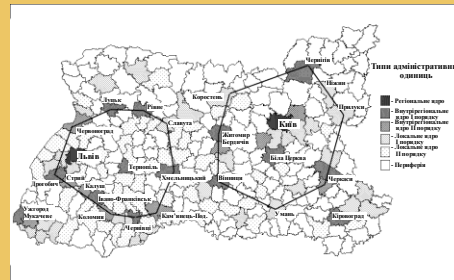 Чернігів
Типи адміністративних
одиниць
Ніжин
- Регіональне ядро
- Внутрірегіональне
ядро І порядку
- Внутрірегіональне
ядро ІІ порядку
- Локальне ядро
І порядку
- Локальне ядро
ІІ порядку
- Периферія
Коростень
Прилуки
Луцьк
Рівне
Славута
Київ
Червоноград
Житомир
Бердичів
Львів
Біла Церква
Тернопіль
Хмельницький
Вінниця
Черкаси
Дрогобич
Стрий
Калуш
Івано-Франківськ
Ужгород
Мукачеве
Коломия
Кам'янець-Под.
Умань
Кіровоград
Чернівці